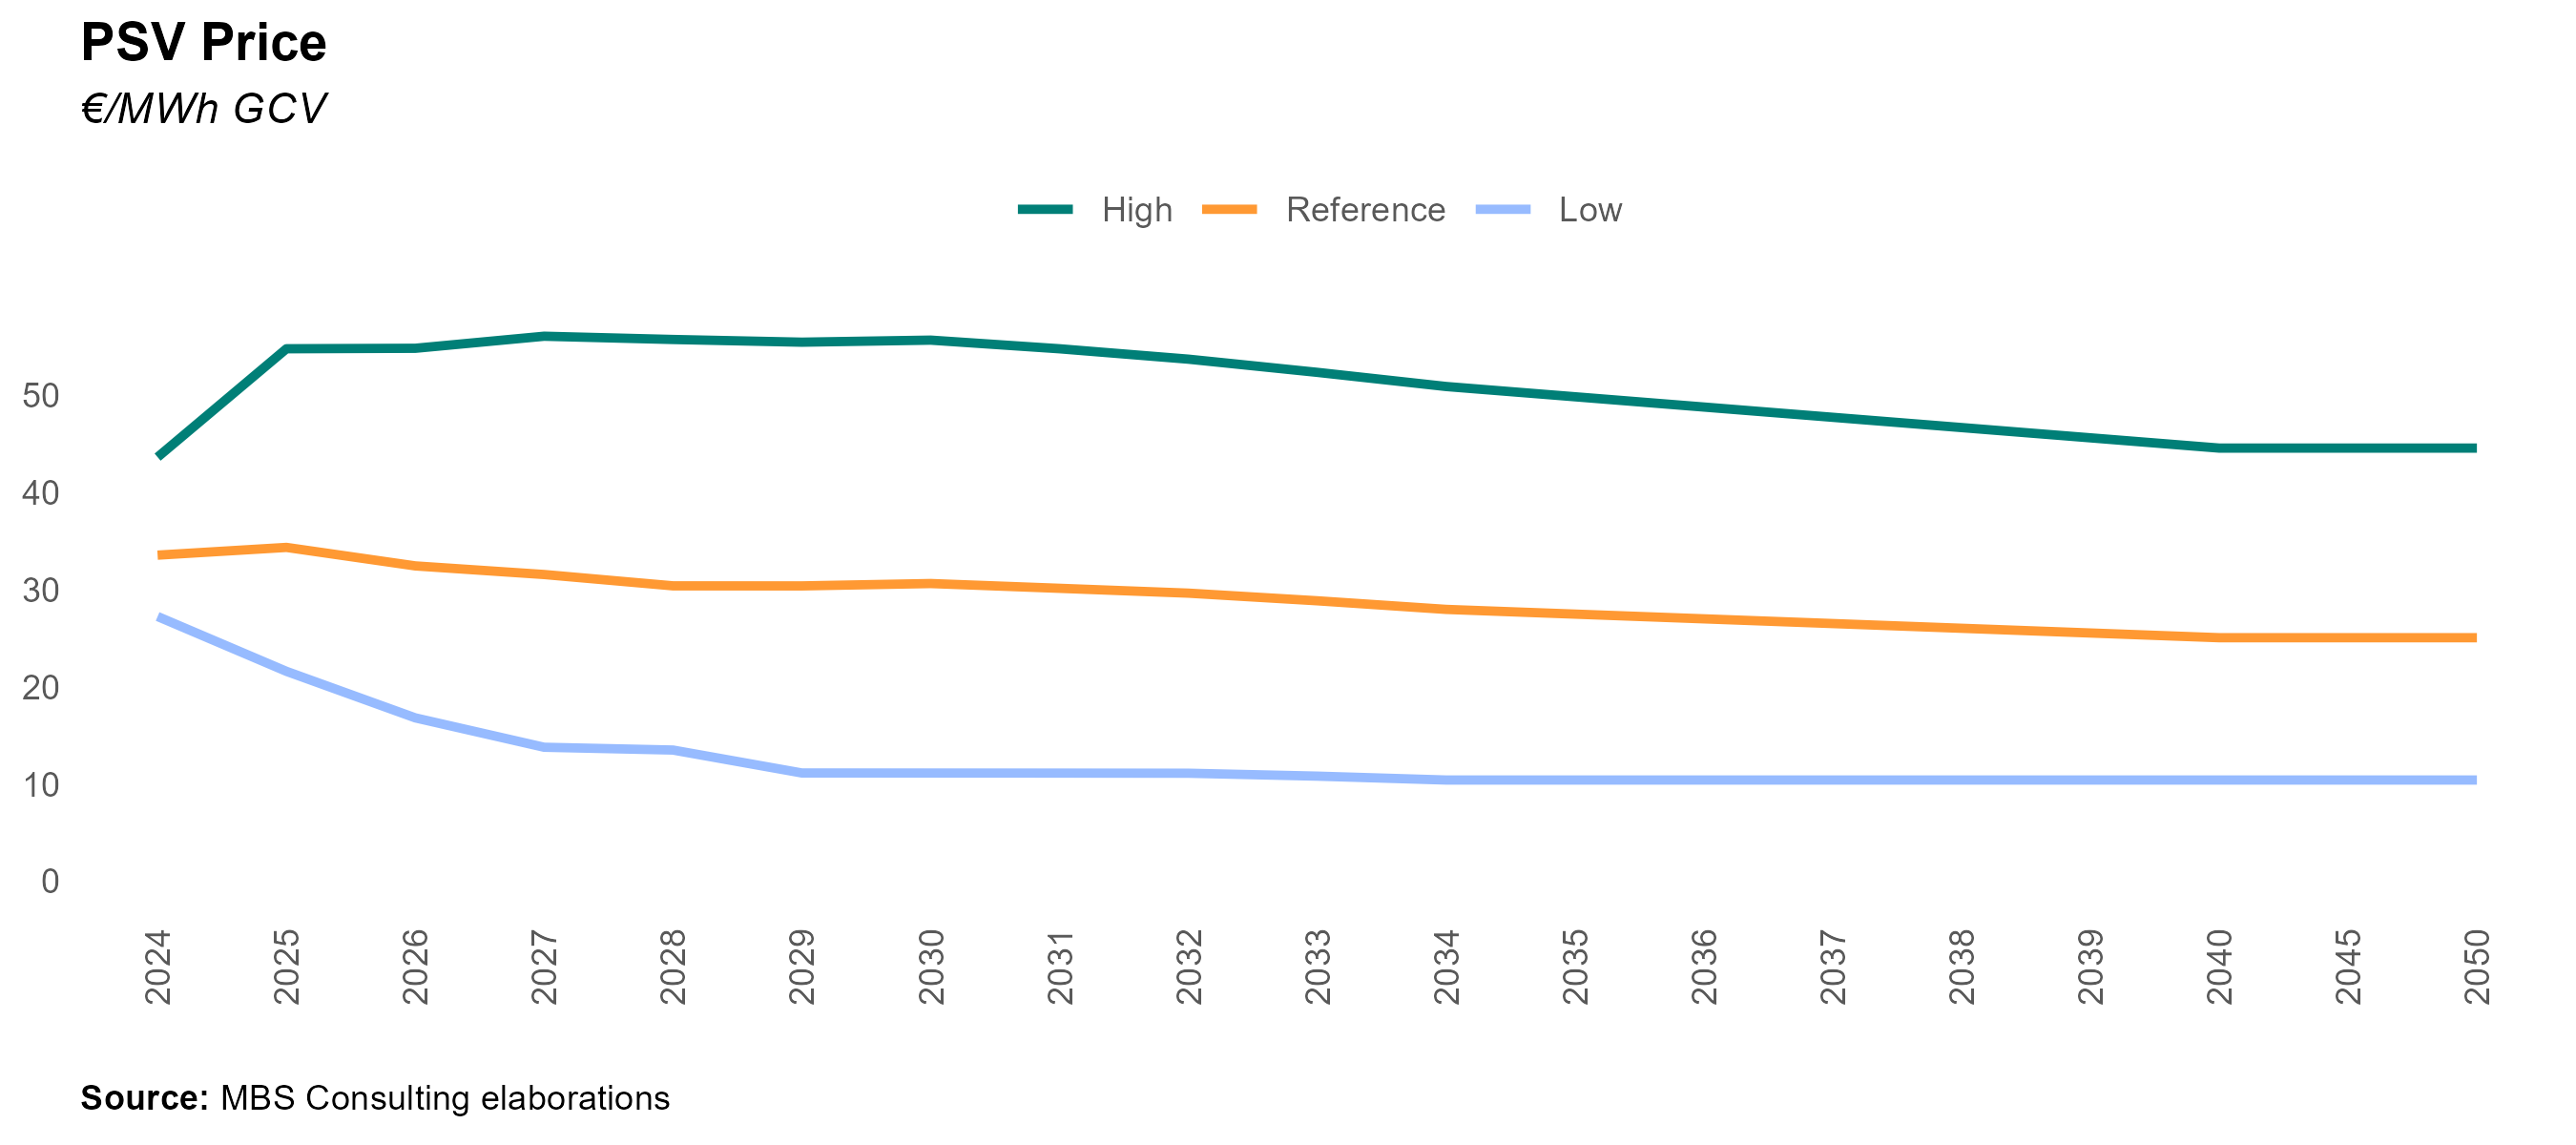 PSV Price
€/MWh GCV
High Reference Low
50
40
30
20
10
0
2024 2025 2026 2027 2028 2029 2030 2031 2032 2033 2034 2035 2036 2037 2038 2039 2040 2045 2050
Source: MBS Consulting elaborations